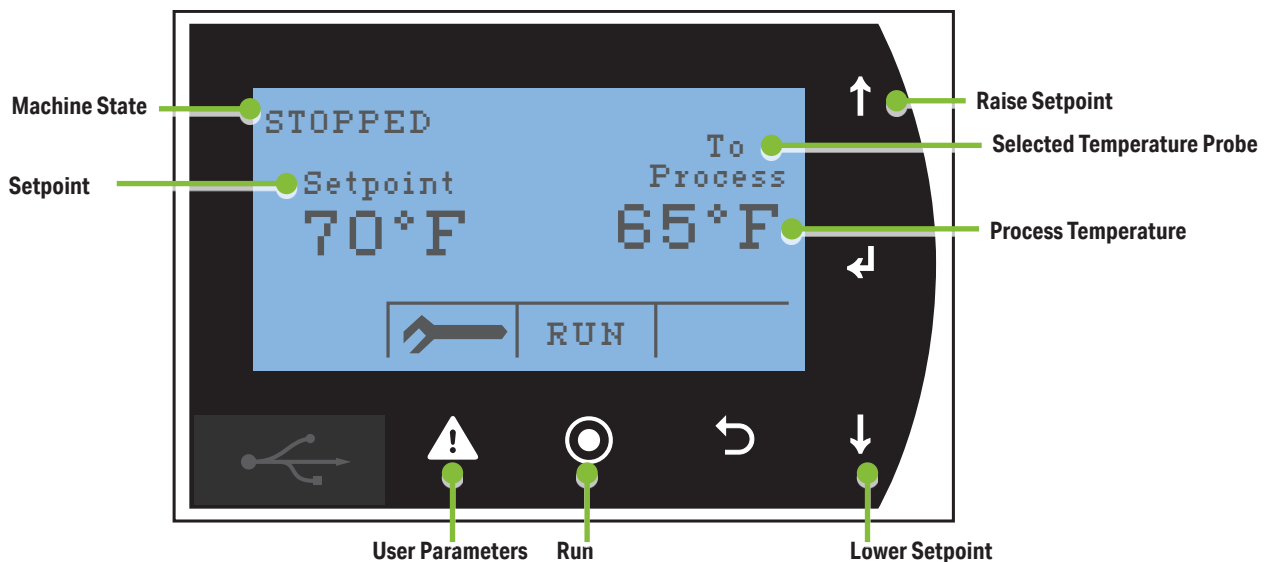 Machine State
STOPPED
Raise Setpoint
To
Selected Temperature Probe
Setpoint
Setpoint
Process
70°F
65°F
Process Temperature
RUN
User Parameters
Run
Lower Setpoint